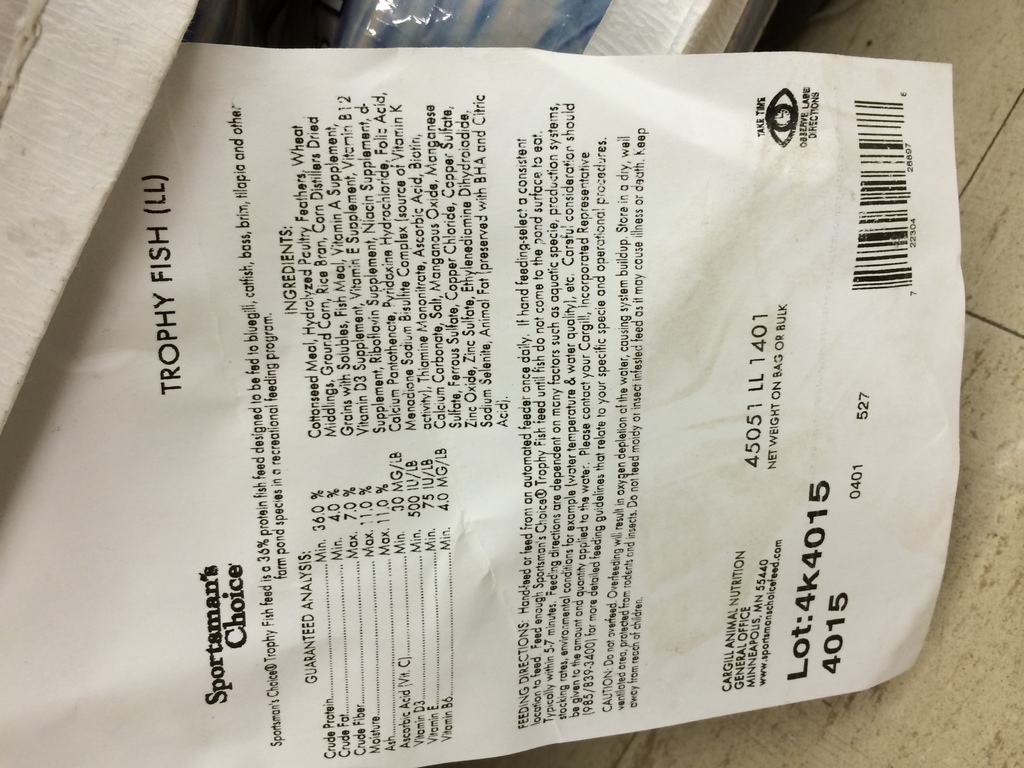 TROPHY FISH (LL)
Sportsman's
Choice
Sportsman's Choice® Trophy Fish feed is a 36% protein fish feed designed to be fed to bluegill, catfish, bass, brim, tilapia and other
farm pond species in a recreational feeding program.
GUARANTEED ANALYSIS:
Crude Protein Min. 36.0 %
Crude Fat Min. 4.0 %
Crude Fiber Max. 7.0 %
Moisture Max. 11.0 %
Ash Max. 11.0 %
Ascorbic Acid (Vit. C) Min. 30 MG/LB
Vitamin D3 Min. 500 IU/LB
Vitamin E Min. 75 IU/LB
Vitamin B6 Min. 4.0 MG/LB
INGREDIENTS:
Cottonseed Meal, Hydrolyzed Poultry Feathers, Wheat
Middlings, Ground Corn, Rice Bran, Corn Distillers Dried
Grains with Solubles, Fish Meal, Vitamin A Supplement,
Vitamin D3 Supplement, Vitamin E Supplement, Vitamin B12
Supplement, Riboflavin Supplement, Niacin Supplement, d-
Calcium Pantothenate, Pyridoxine Hydrochloride, Folic Acid,
Menadione Sodium Bisulfite Complex (source of Vitamin K
activity), Thiamine Mononitrate, Ascorbic Acid, Biotin,
Calcium Carbonate, Salt, Manganous Oxide, Manganese
Sulfate, Ferrous Sulfate, Copper Chloride, Copper Sulfate,
Zinc Oxide, Zinc Sulfate, Ethylenediamine Dihydroiodide,
Sodium Selenite, Animal Fat (preserved with BHA and Citric
Acid).
FEEDING DIRECTIONS: Hand-feed or feed from an automated feeder once daily. If hand feeding-select a consistent
location to feed. Feed enough Sportsman's Choice® Trophy Fish feed until fish do not come to the pond surface to eat.
Typically within 5-7 minutes. Feeding directions are dependent on many factors such as aquatic specie, production systems,
stocking rates, environmental conditions for example (water temperature & water quality), etc. Careful consideration should
be given to the amount and quantity applied to the water. Please contact your Cargill, Incorporated Representative
(985/839-3400) for more detailed feeding guidelines that relate to your specific specie and operational procedures.
CAUTION: Do not overfeed. Overfeeding will result in oxygen depletion of the water, causing system buildup. Store in a dry, well
ventilated area, protected from rodents and insects. Do not feed moldy or insect infested feed as it may cause illness or death. Keep
away from reach of children.
CARGILL ANIMAL NUTRITION
GENERAL OFFICE
MINNEAPOLIS, MN 55440
www.sportsmanschoicefeed.com
45051 LL 1401
NET WEIGHT ON BAG OR BULK
TAKE TIME
OBSERVE LABEL
DIRECTIONS
Lot:4K4015
4015
0401 527
7 22304 28897 6